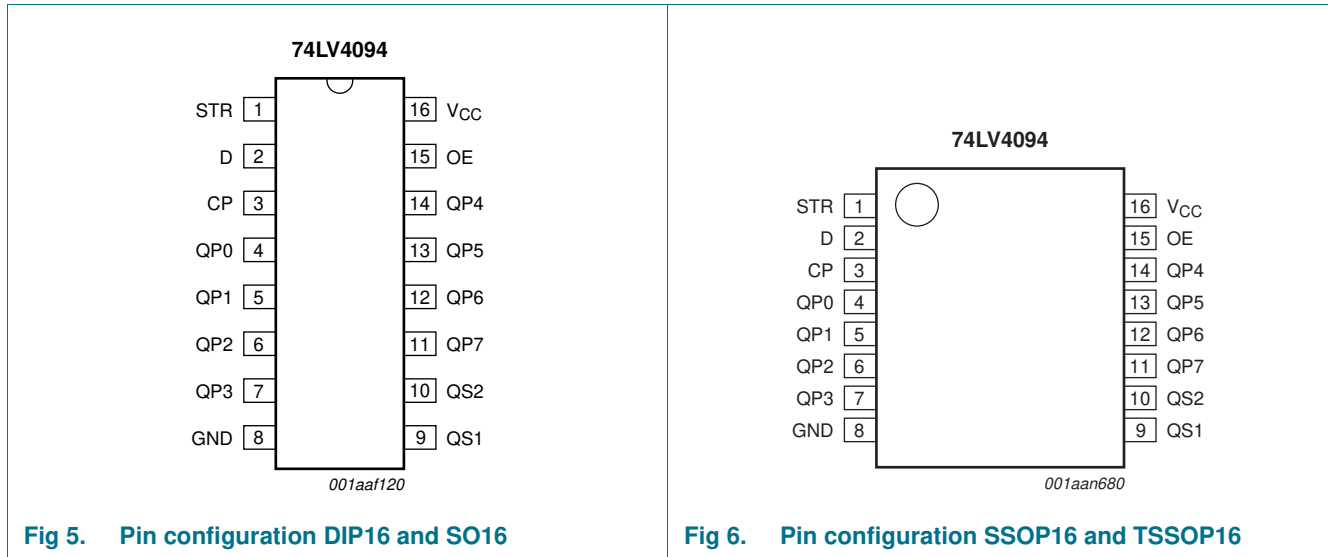 74LV4094
STR 1 16 VCC
D 2 15 OE
CP 3 14 QP4
QP0 4 13 QP5
QP1 5 12 QP6
QP2 6 11 QP7
QP3 7 10 QS2
GND 8 9 QS1
001aaf120
Fig 5. Pin configuration DIP16 and SO16
74LV4094
STR 1 16 VCC
D 2 15 OE
CP 3 14 QP4
QP0 4 13 QP5
QP1 5 12 QP6
QP2 6 11 QP7
QP3 7 10 QS2
GND 8 9 QS1
001aan680
Fig 6. Pin configuration SSOP16 and TSSOP16